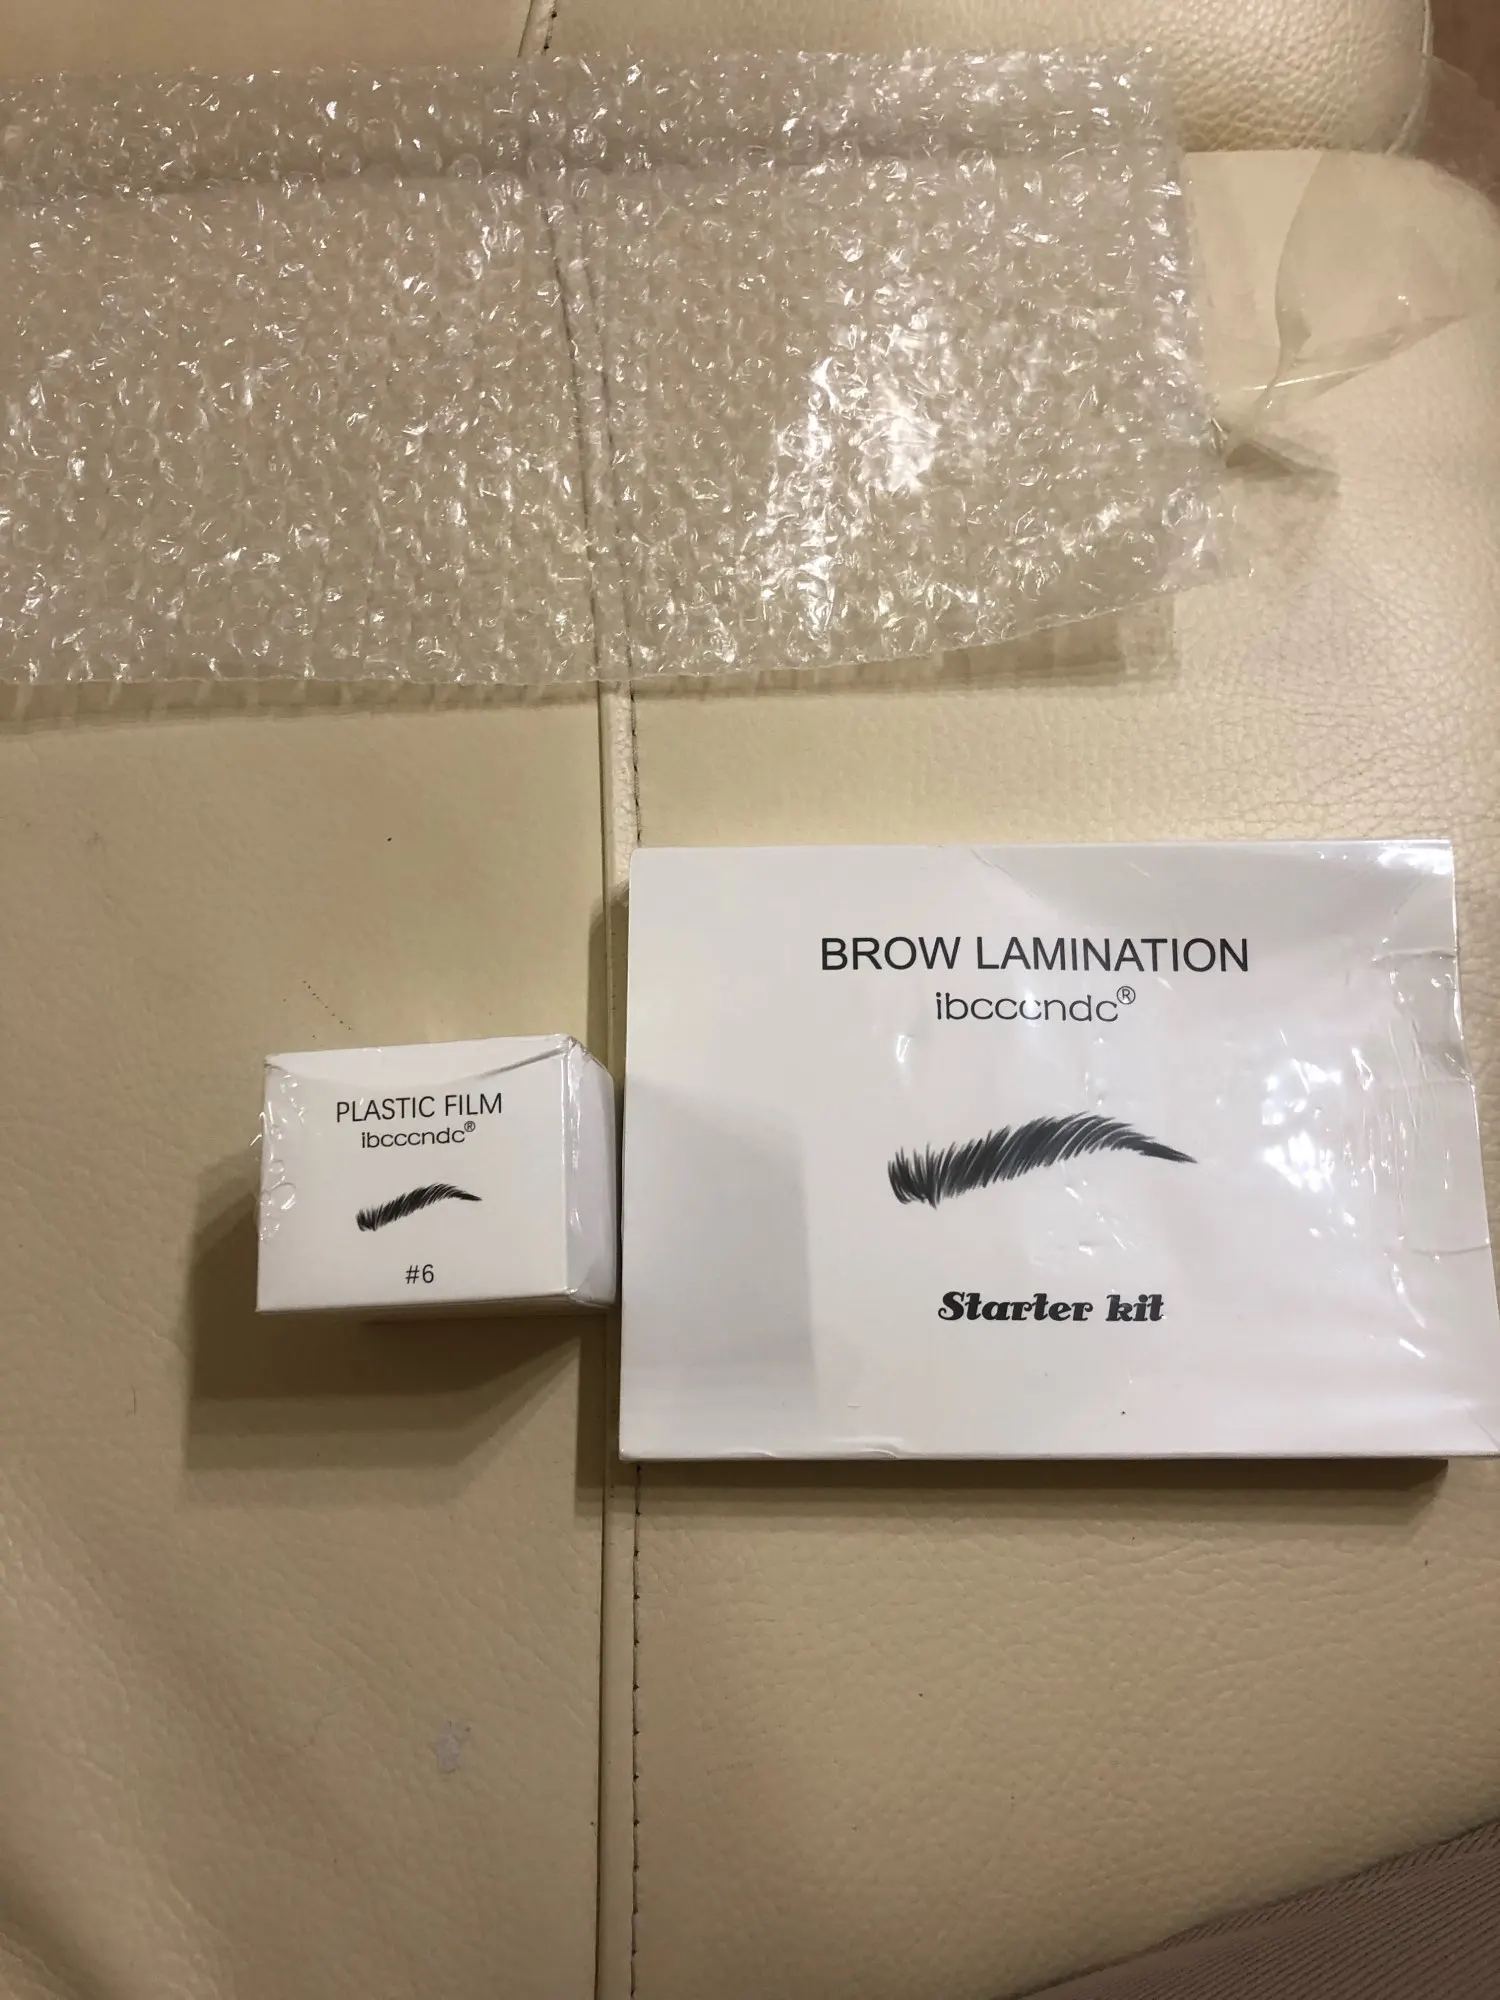 PLASTIC FILM
ibcccndc®
#6
BROW LAMINATION
ibcccndc®
Starter kit